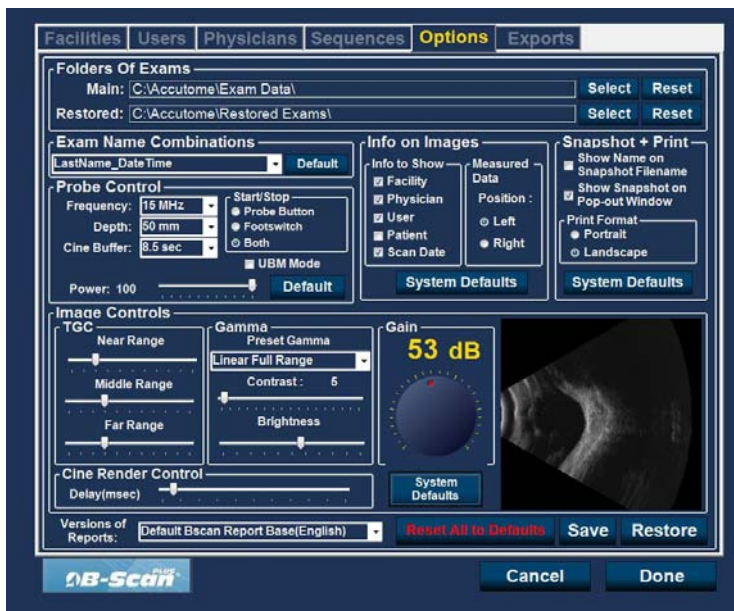 Facilities Users Physicians Sequences Options Exports
Folders Of Exams
Main: C:\Accutome\Exam Data\ Select Reset
Restored: C:\Accutome\Restored Exams\ Select Reset
Exam Name Combinations
LastName_DateTime Default
Probe Control
Frequency: 15 MHz
Depth: 50 mm
Cine Buffer: 8.5 sec
Start/Stop
Probe Button
Footswitch
Both
UBM Mode
Power: 100 Default
Info on Images
Info to Show
Facility
Physician
User
Patient
Scan Date
Measured
Data
Position :
Left
Right
System Defaults
Snapshot + Print
Show Name on
Snapshot Filename
Show Snapshot on
Pop-out Window
Print Format
Portrait
Landscape
System Defaults
Image Controls
TGC
Near Range
Middle Range
Far Range
Gamma
Preset Gamma
Linear Full Range
Contrast : 5
Brightness
Gain
53 dB
System
Defaults
Cine Render Control
Delay(msec)
Versions of
Reports:
Default Bscan Report Base(English)
Reset All to Defaults Save Restore
B-Scan PLUS
Cancel Done